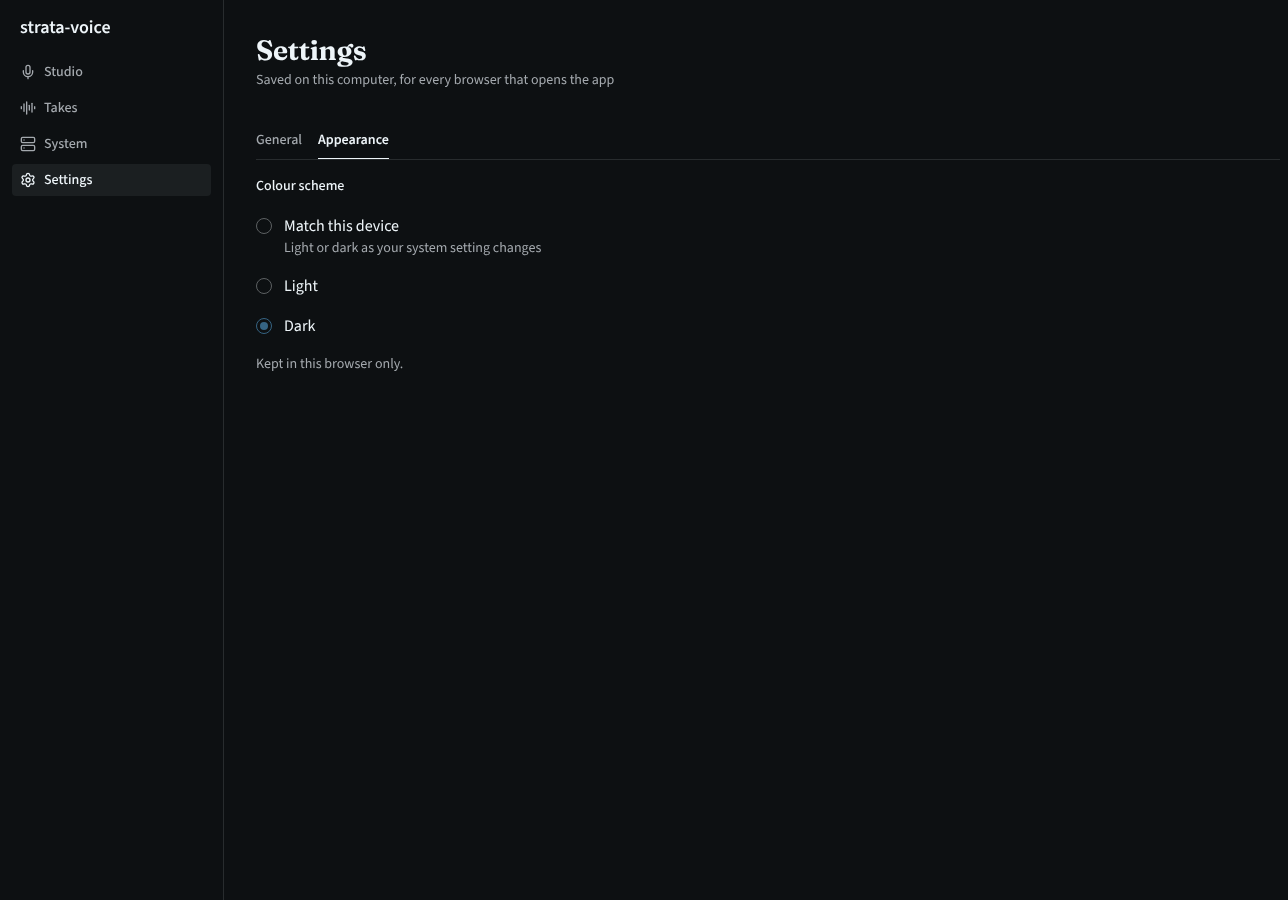 strata-voice
Studio
Takes
System
Settings
Settings
Saved on this computer, for every browser that opens the app
General Appearance
Colour scheme
Match this device
Light or dark as your system setting changes
Light
Dark
Kept in this browser only.